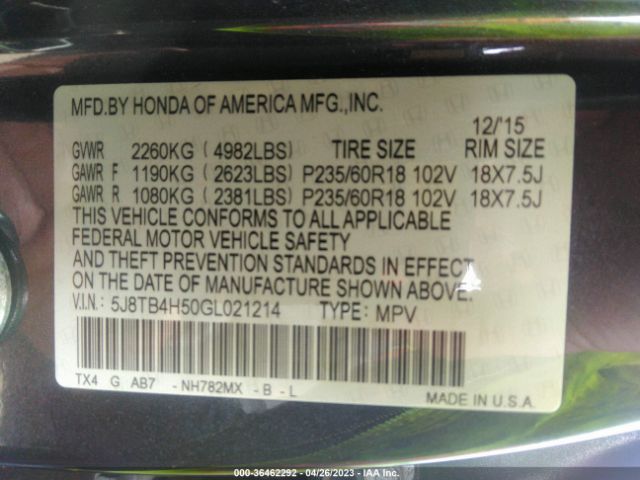 MFD.BY HONDA OF AMERICA MFG.,INC.
12/'15
GVWR 2260KG ( 4982LBS) TIRE SIZE RIM SIZE
GAWR F 1190KG ( 2623LBS) P235/60R18 102V 18X7.5J
GAWR R 1080KG ( 2381LBS) P235/60R18 102V 18X7.5J
THIS VEHICLE CONFORMS TO ALL APPLICABLE
FEDERAL MOTOR VEHICLE SAFETY
AND THEFT PREVENTION STANDARDS IN EFFECT
ON THE DATE OF MANUFACTURE SHOWN ABOVE.
V.I.N.: 5J8TB4H50GL021214 TYPE: MPV
TX4 G AB7 -NH782MX -B -L
MADE IN U.S.A.
000-36462292 - 04/26/2023 - IAA Inc.